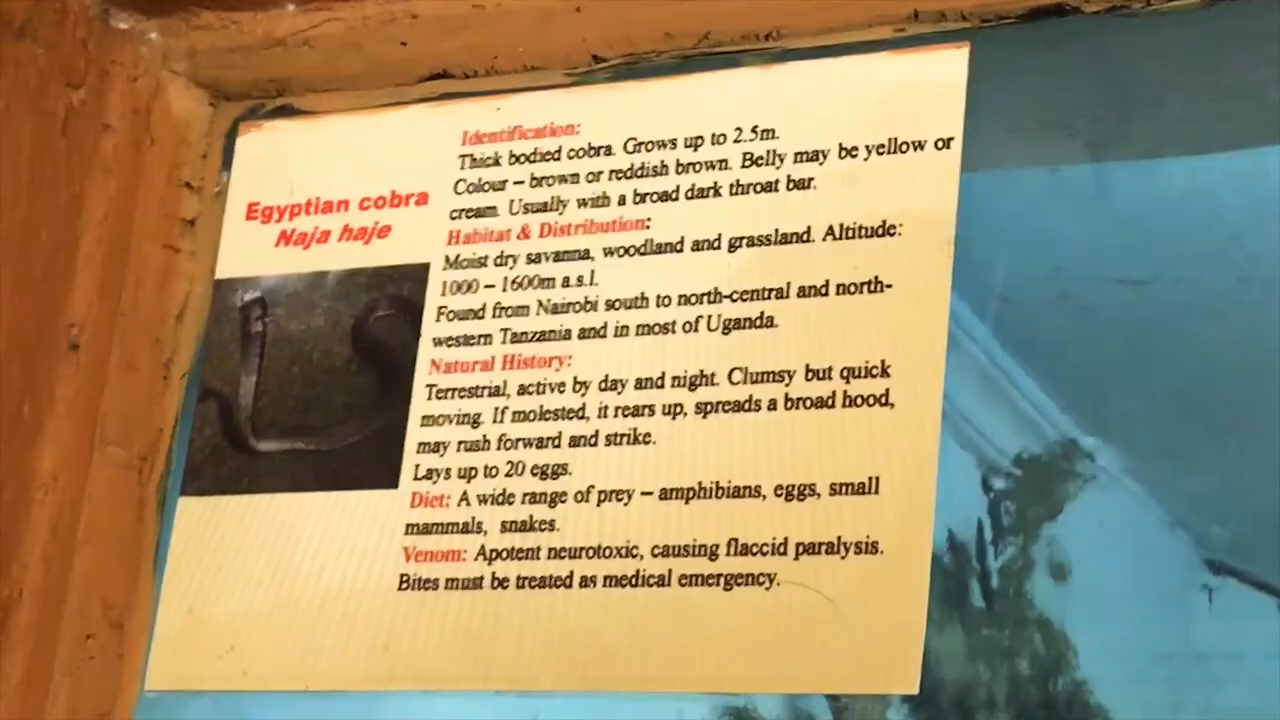 Egyptian cobra
Naja haje
Identification:
Thick bodied cobra. Grows up to 2.5m.
Colour – brown or reddish brown. Belly may be yellow or
cream. Usually with a broad dark throat bar.
Habitat & Distribution:
Moist dry savanna, woodland and grassland. Altitude:
1000 – 1600m a.s.l.
Found from Nairobi south to north-central and north-
western Tanzania and in most of Uganda.
Natural History:
Terrestrial, active by day and night. Clumsy but quick
moving. If molested, it rears up, spreads a broad hood,
may rush forward and strike.
Lays up to 20 eggs.
Diet: A wide range of prey – amphibians, eggs, small
mammals, snakes.
Venom: Apotent neurotoxic, causing flaccid paralysis.
Bites must be treated as medical emergency.